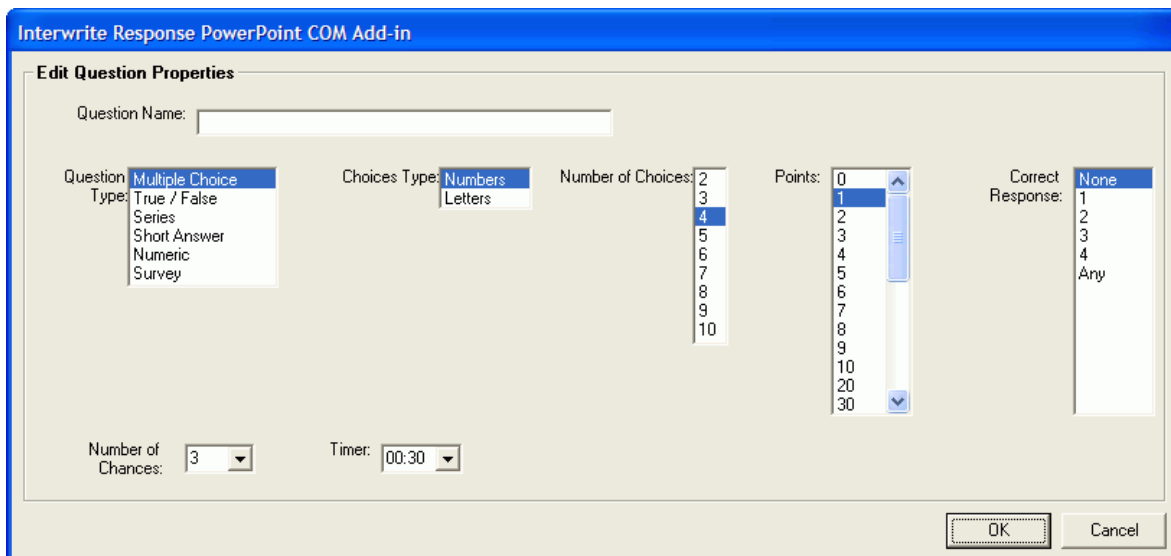 Interwrite Response PowerPoint COM Add-in
Edit Question Properties
Question Name:
Question Type:
Multiple Choice
True / False
Series
Short Answer
Numeric
Survey
Choices Type:
Numbers
Letters
Number of Choices:
2
3
4
5
6
7
8
9
10
Points:
0
1
2
3
4
5
6
7
8
9
10
20
30
Correct
Response:
None
1
2
3
4
Any
Number of
Chances:
3
Timer:
00:30
OK
Cancel